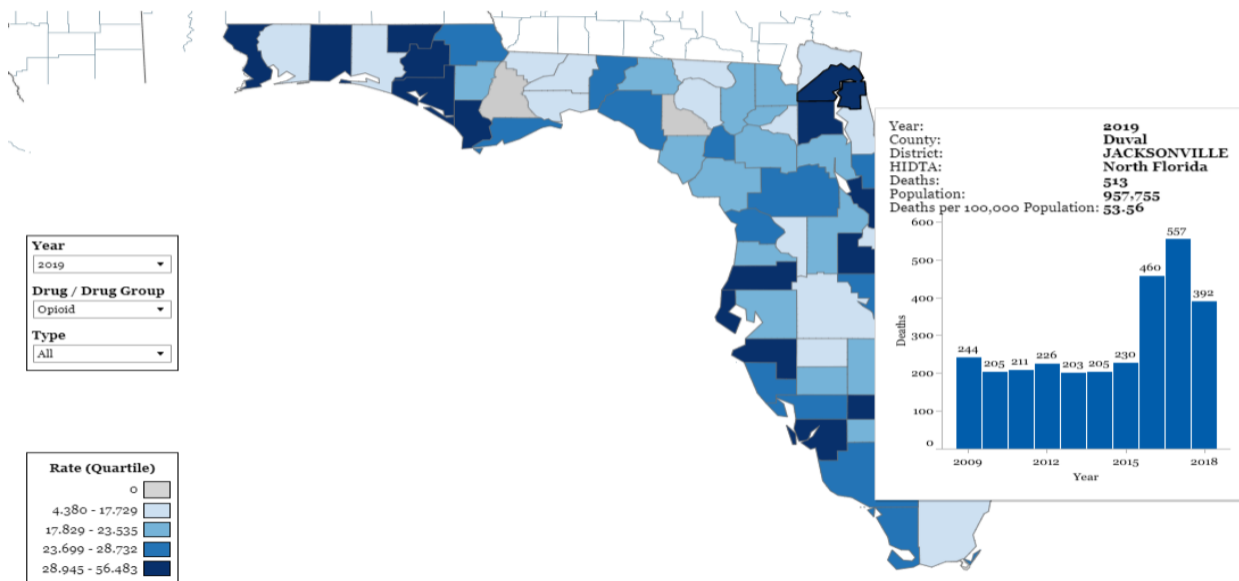 Year
2019
Drug / Drug Group
Opioid
Type
All
Rate (Quartile)
0
4.380 - 17.729
17.829 - 23.535
23.699 - 28.732
28.945 - 56.483
Year: 2019
County: Duval
District: JACKSONVILLE
HIDTA: North Florida
Deaths: 513
Population: 957,755
Deaths per 100,000 Population: 53.56
600
500
400
300
200
100
0
Deaths
244 205 211 226 203 205 230 460 557 392
2009 2012 2015 2018
Year